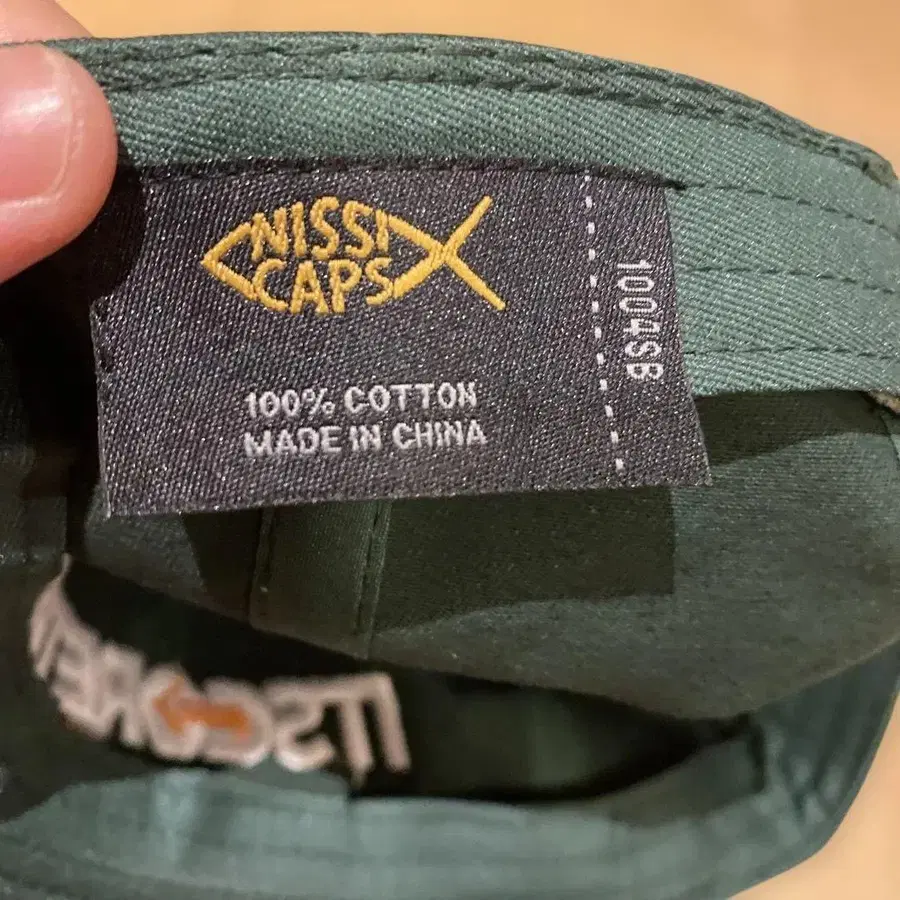 NISSI
CAPS
100% COTTON
MADE IN CHINA
1004SB